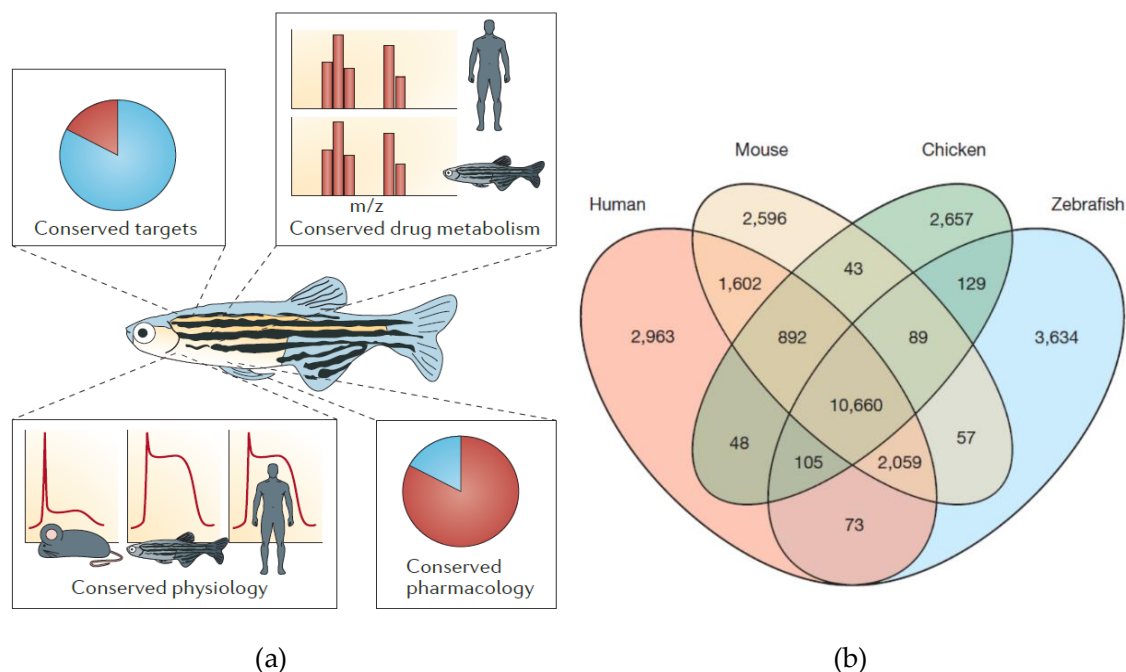 Conserved targets
m/z
Conserved drug metabolism
Conserved physiology
Conserved
pharmacology
(a)
Mouse
Chicken
Human
Zebrafish
2,596
2,657
43
1,602
129
2,963
892
89
3,634
10,660
48
57
105
2,059
73
(b)